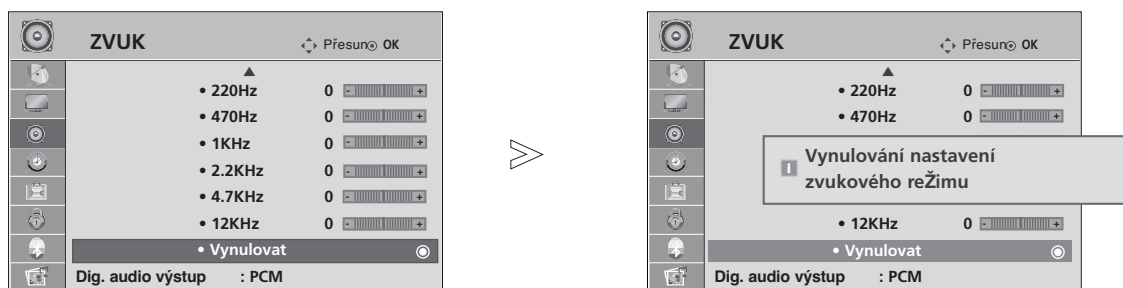 ZVUK
Přesun OK
• 220Hz 0 - +
• 470Hz 0 - +
• 1KHz 0 - +
• 2.2KHz 0 - +
• 4.7KHz 0 - +
• 12KHz 0 - +
• Vynulovat
Dig. audio výstup : PCM
ZVUK
Přesun OK
• 220Hz 0 - +
• 470Hz 0 - +
i Vynulování nastavení
zvukového reŽimu
• 12KHz 0 - +
• Vynulovat
Dig. audio výstup : PCM